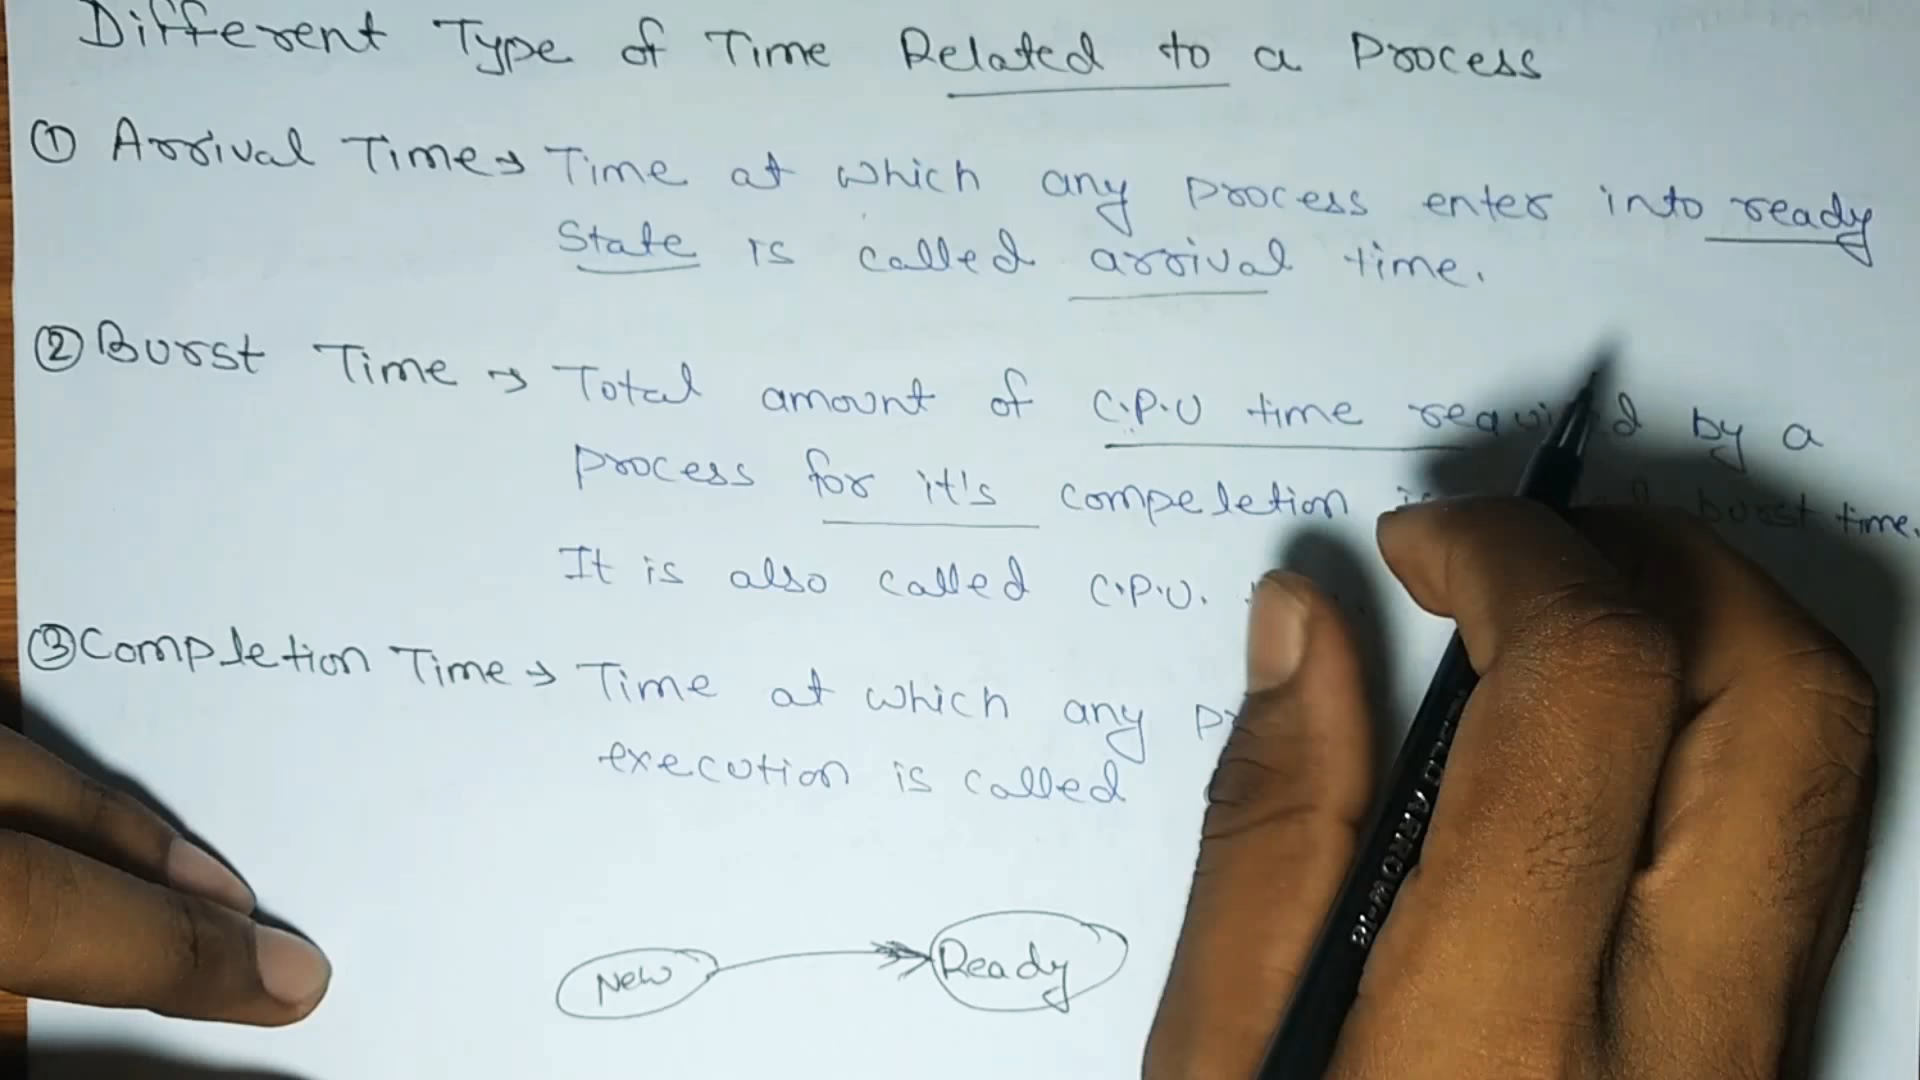 Different Type of Time Related to a Process
① Arrival Time → Time at which any process enter into ready
State is called arrival time.
② Burst Time → Total amount of C.P.U time required by a
process for it's compeletion burst time.
It is also called C.P.U.
③ Completion Time → Time at which any
execution is called
New → Ready
ARROW-18